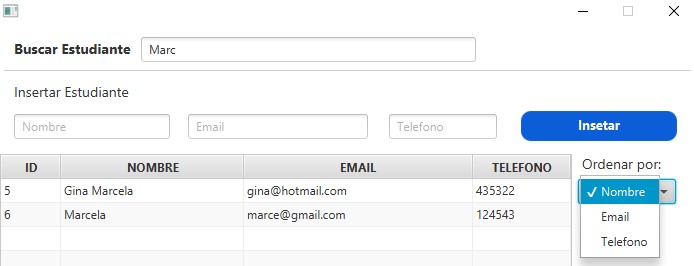 Buscar Estudiante Marc
Insertar Estudiante
Nombre Email Telefono Insetar
ID NOMBRE EMAIL TELEFONO
5 Gina Marcela gina@hotmail.com 435322
6 Marcela marce@gmail.com 124543
Ordenar por:
Nombre
Email
Telefono